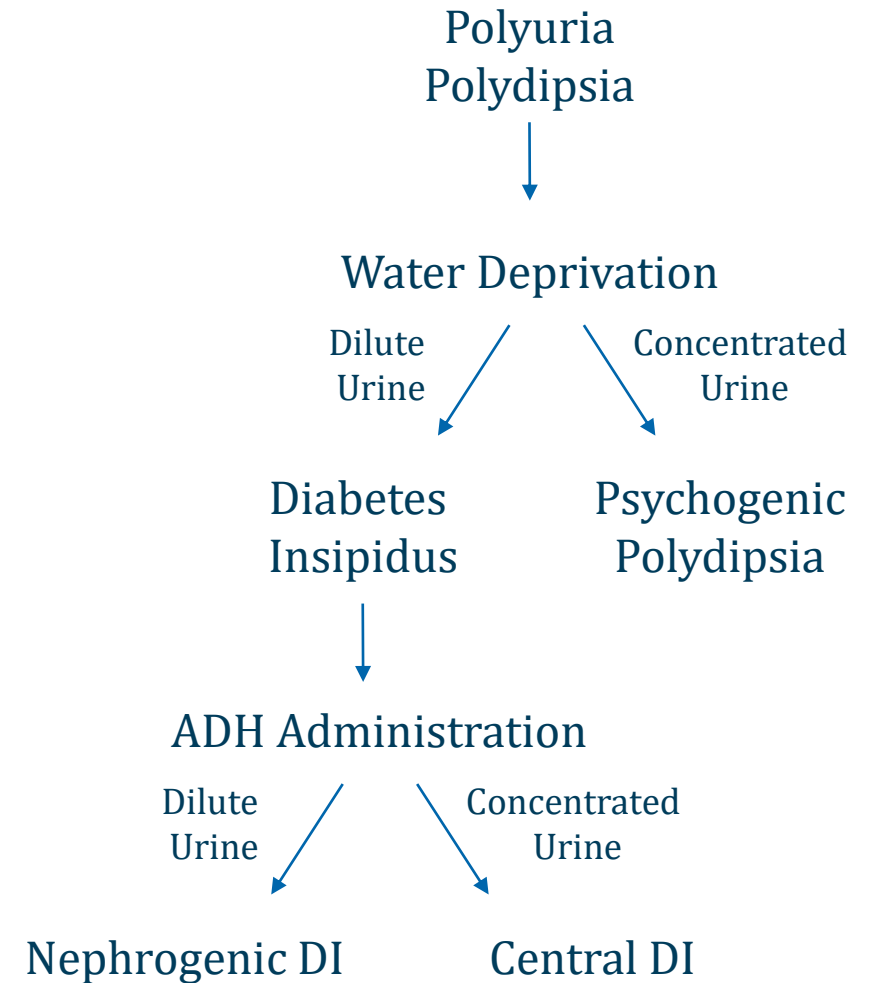 Polyuria
Polydipsia
Water Deprivation
Dilute
Urine
Concentrated
Urine
Diabetes
Insipidus
Psychogenic
Polydipsia
ADH Administration
Dilute
Urine
Concentrated
Urine
Nephrogenic DI
Central DI